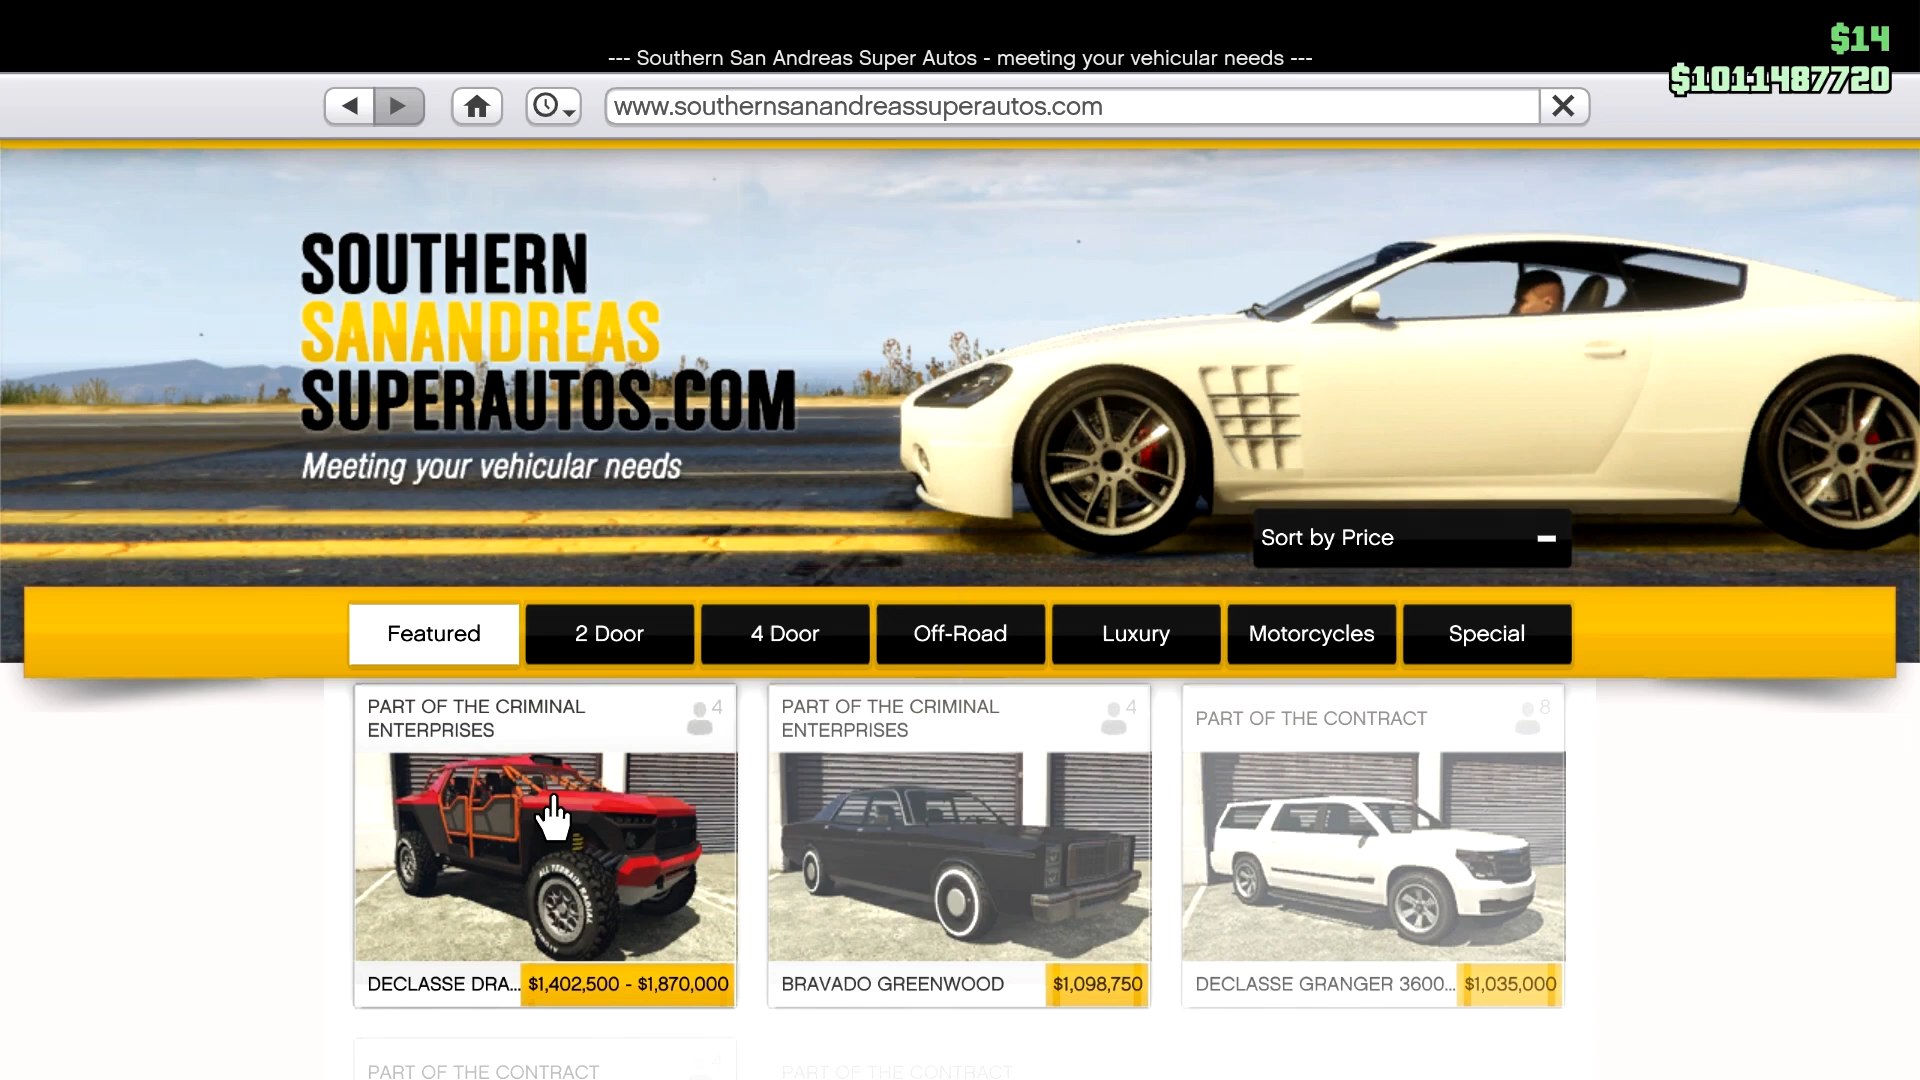 --- Southern San Andreas Super Autos - meeting your vehicular needs ---
$14
$1011487720
www.southernsanandreassuperautos.com
SOUTHERN
SANANDREAS
SUPERAUTOS.COM
Meeting your vehicular needs
Sort by Price
Featured
2 Door
4 Door
Off-Road
Luxury
Motorcycles
Special
PART OF THE CRIMINAL
ENTERPRISES
4
ALL TERRAIN RADIAL
DECLASSE DRA...
$1,402,500 - $1,870,000
PART OF THE CRIMINAL
ENTERPRISES
4
BRAVADO GREENWOOD
$1,098,750
PART OF THE CONTRACT
8
DECLASSE GRANGER 3600...
$1,035,000
PART OF THE CONTRACT
PART OF THE CONTRACT